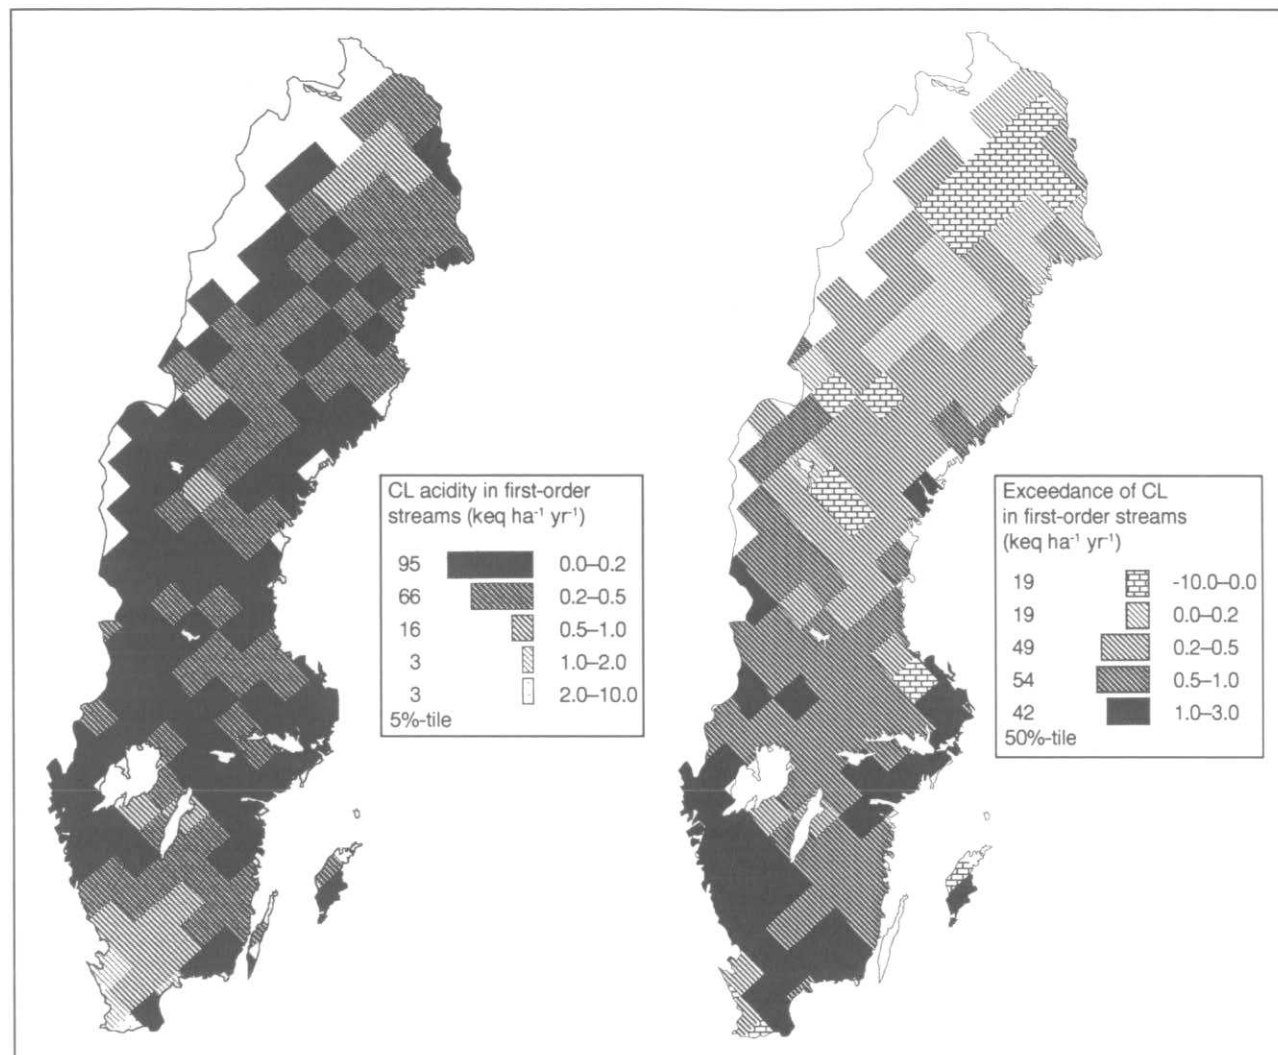 CL acidity in first-order
streams (keq ha⁻¹ yr⁻¹)
95 0.0–0.2
66 0.2–0.5
16 0.5–1.0
3 1.0–2.0
3 2.0–10.0
5%-tile
Exceedance of CL
in first-order streams
(keq ha⁻¹ yr⁻¹)
19 -10.0–0.0
19 0.0–0.2
49 0.2–0.5
54 0.5–1.0
42 1.0–3.0
50%-tile